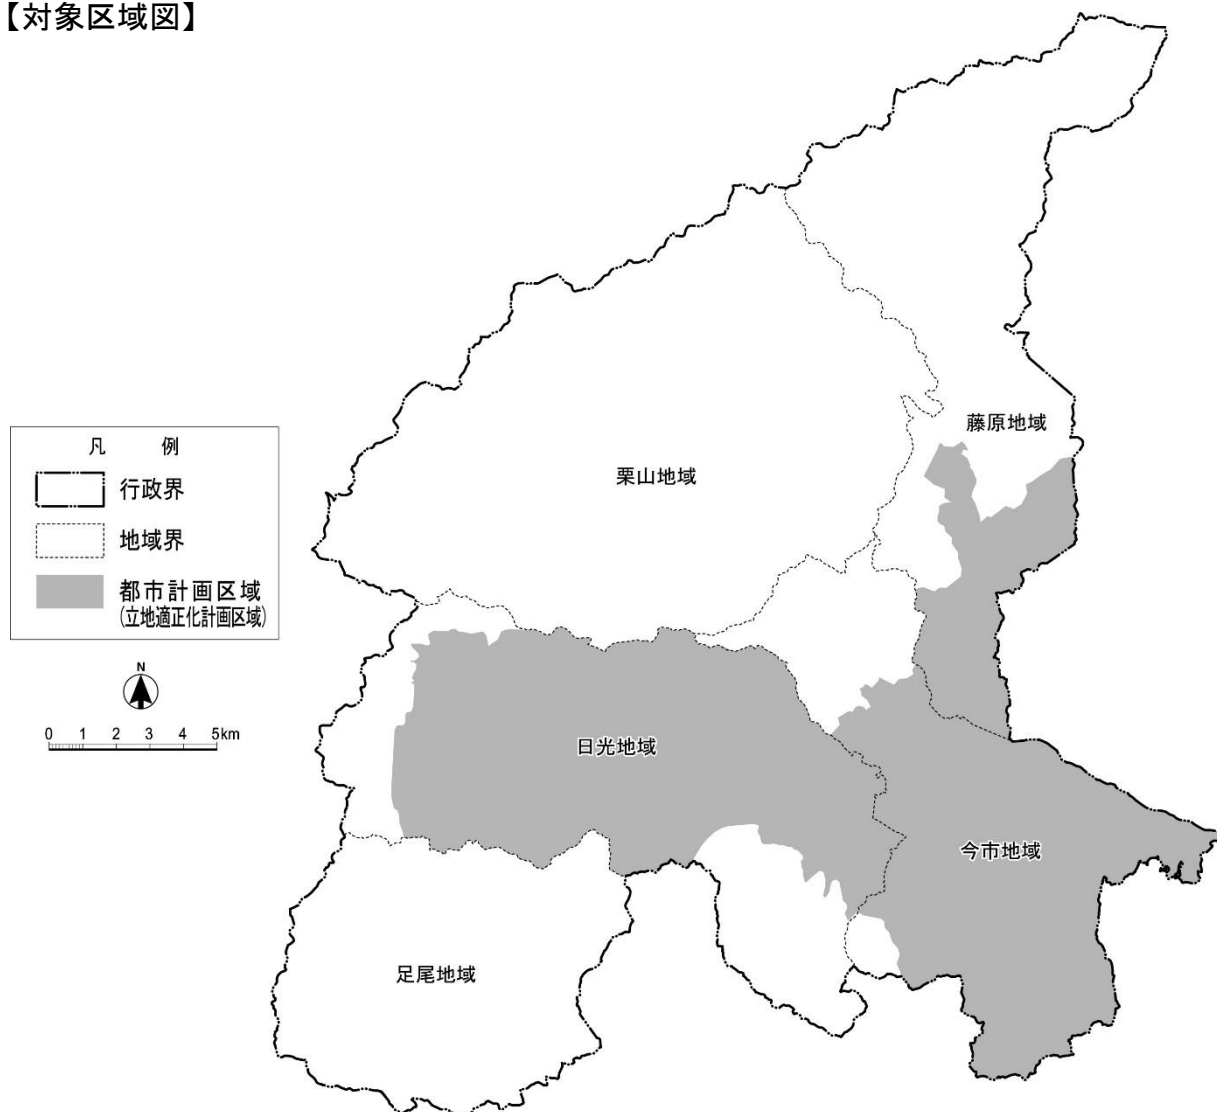 【対象区域図】
藤原地域
栗山地域
凡　例
行政界
地域界
都市計画区域
(立地適正化計画区域)
N
0 1 2 3 4 5km
日光地域
今市地域
足尾地域